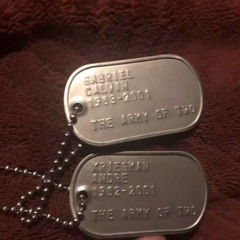 GABRIEL
CALVIN
1983-2001
THE ARMY OF TWO
KRIEGMAN
ANDRE
1982-2001
THE ARMY OF TWO